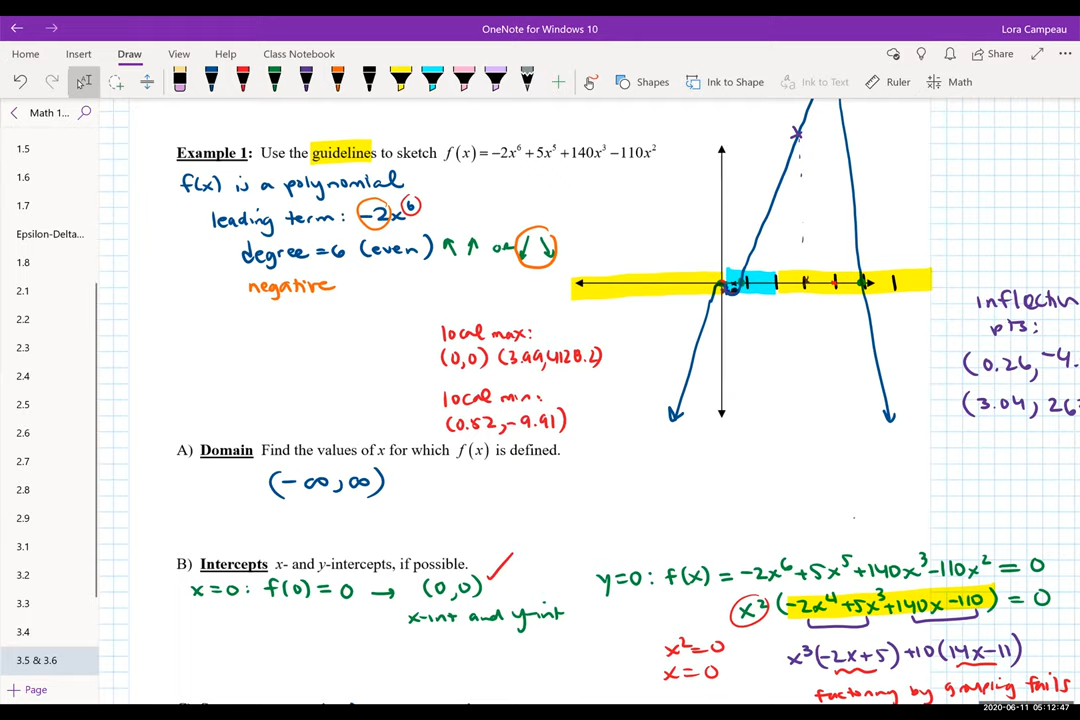 OneNote for Windows 10
Lora Campeau
Home Insert Draw View Help Class Notebook
Share
Shapes
Ink to Shape
Ink to Text
Ruler
Math
Math 1...
1.5
1.6
1.7
Epsilon-Delta...
1.8
2.1
2.2
2.3
2.4
2.5
2.6
2.7
2.8
2.9
3.1
3.2
3.3
3.4
3.5 & 3.6
Page
Example 1: Use the guidelines to sketch f(x) = −2x⁶ + 5x⁵ + 140x³ − 110x²
f(x) is a polynomial
leading term: −2x⁶
degree = 6 (even) ↑ ↑ or ↓ ↓
negative
local max:
(0,0) (3.99, 4128.2)
local min:
(0.52, −9.91)
inflection
pts:
(0.26, −4.
(3.04, 26
A) Domain Find the values of x for which f(x) is defined.
(−∞, ∞)
B) Intercepts x- and y-intercepts, if possible.
x=0: f(0) = 0 → (0,0)
x-int and y-int
y=0: f(x) = −2x⁶ + 5x⁵ + 140x³ − 110x² = 0
x² (−2x⁴ + 5x³ + 140x − 110) = 0
x² = 0
x = 0
x³(−2x + 5) + 10(14x − 11)
factoring by grouping fails
2020-06-11 05:12:47